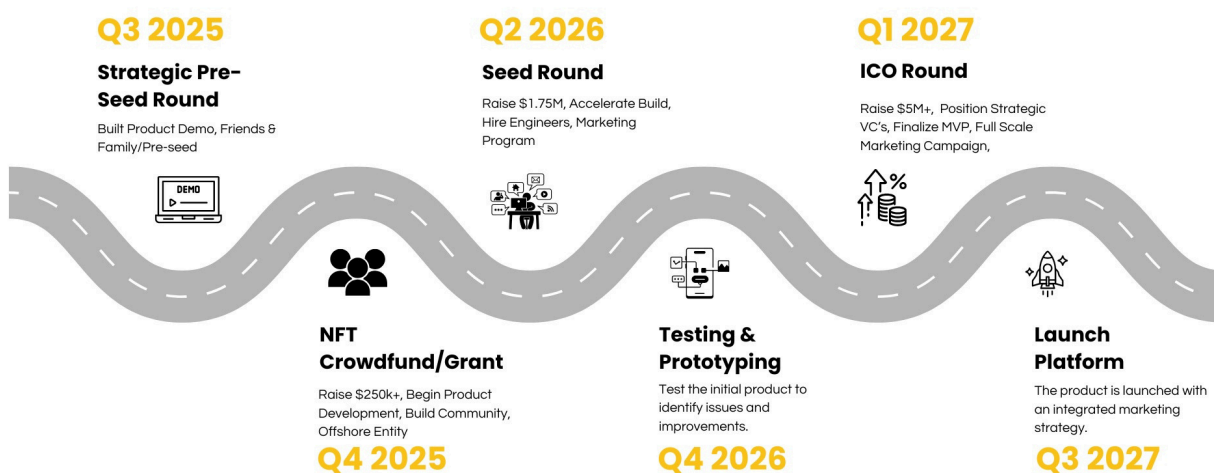 Q3 2025
Strategic Pre-
Seed Round
Built Product Demo, Friends &
Family/Pre-seed
DEMO
NFT
Crowdfund/Grant
Raise $250k+, Begin Product
Development, Build Community,
Offshore Entity
Q4 2025
Q2 2026
Seed Round
Raise $1.75M, Accelerate Build,
Hire Engineers, Marketing
Program
Testing &
Prototyping
Test the initial product to
identify issues and
improvements.
Q4 2026
Q1 2027
ICO Round
Raise $5M+,  Position Strategic
VC's, Finalize MVP, Full Scale
Marketing Campaign,
%
Launch
Platform
The product is launched with
an integrated marketing
strategy.
Q3 2027